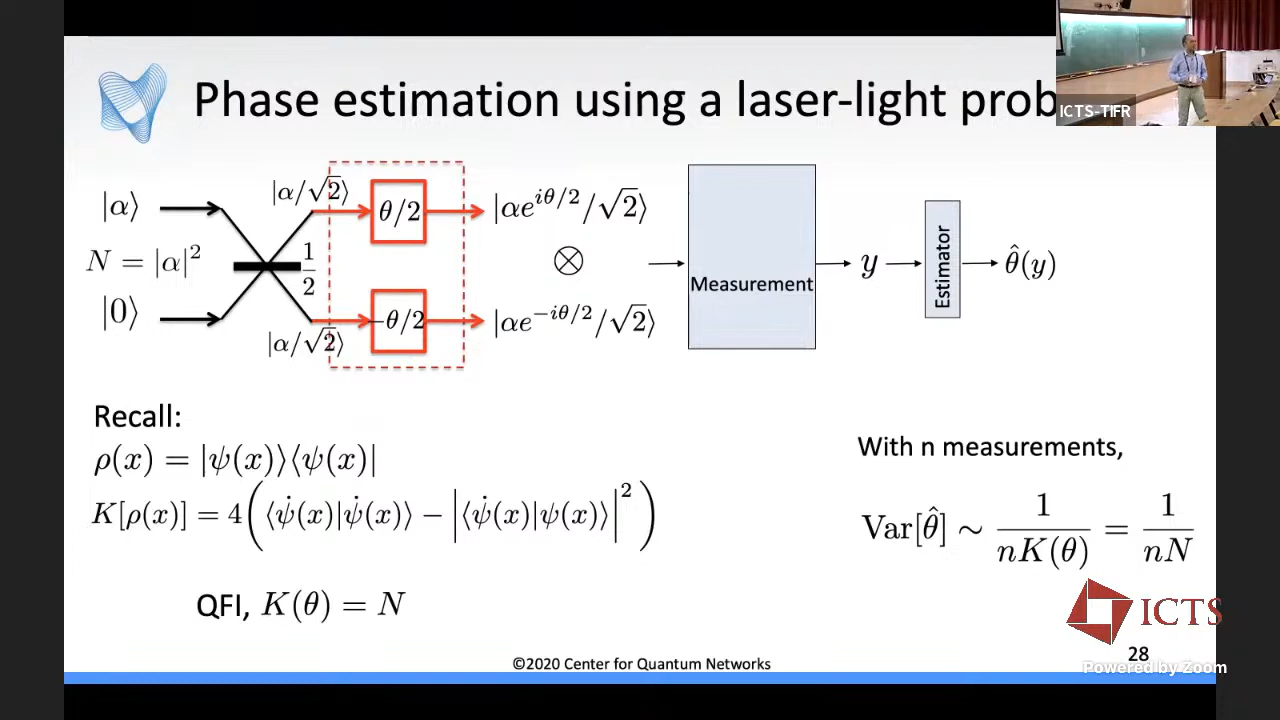 Phase estimation using a laser-light prob
ICTS-TIFR
|α⟩
N = |α|²
|0⟩
|α/√2⟩
|α/√2⟩
1/2
θ/2
−θ/2
|αe^{iθ/2}/√2⟩
⊗
|αe^{−iθ/2}/√2⟩
Measurement
y
Estimator
θ̂(y)
Recall:
ρ(x) = |ψ(x)⟩⟨ψ(x)|
K[ρ(x)] = 4(⟨ψ̇(x)|ψ̇(x)⟩ − |⟨ψ̇(x)|ψ(x)⟩|²)
QFI, K(θ) = N
With n measurements,
Var[θ̂] ∼ 1/nK(θ) = 1/nN
ICTS
28
Powered by Zoom
©2020 Center for Quantum Networks